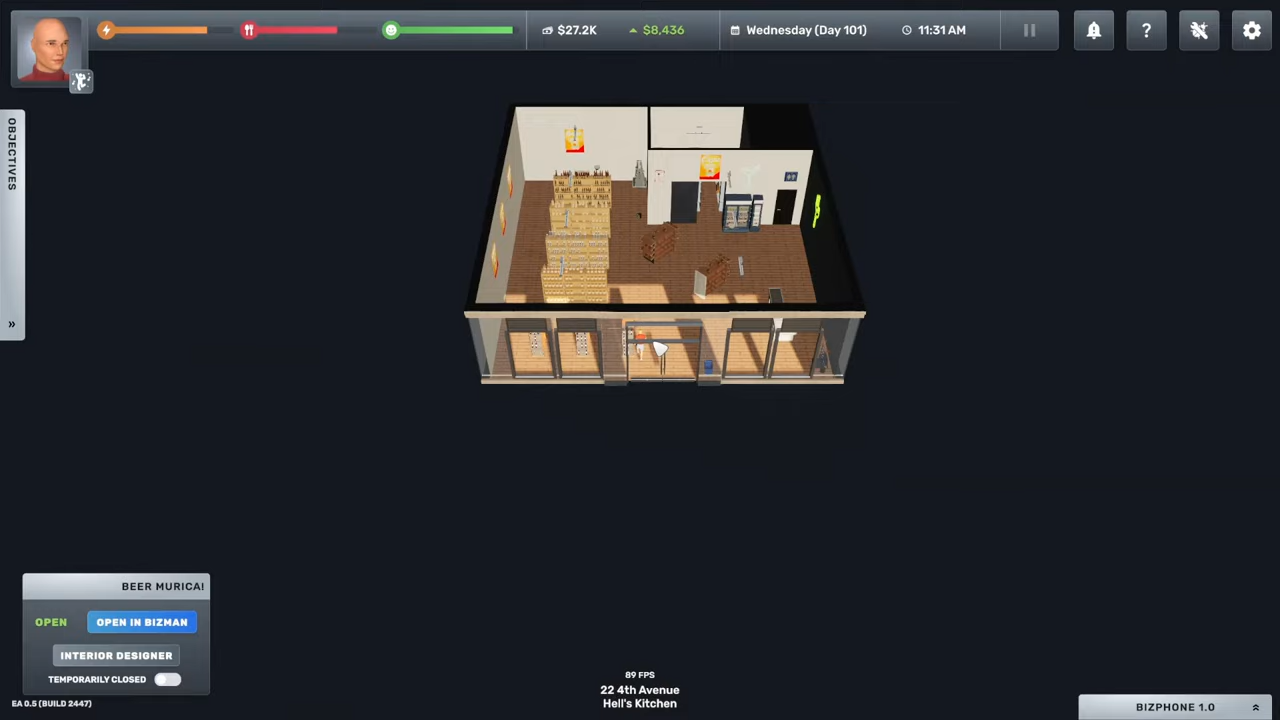 $27.2K
$8,436
Wednesday (Day 101)
11:31 AM
?
OBJECTIVES
»
BEER MURICA!
OPEN
OPEN IN BIZMAN
INTERIOR DESIGNER
TEMPORARILY CLOSED
EA 0.5 (BUILD 2447)
89 FPS
22 4th Avenue
Hell's Kitchen
BIZPHONE 1.0